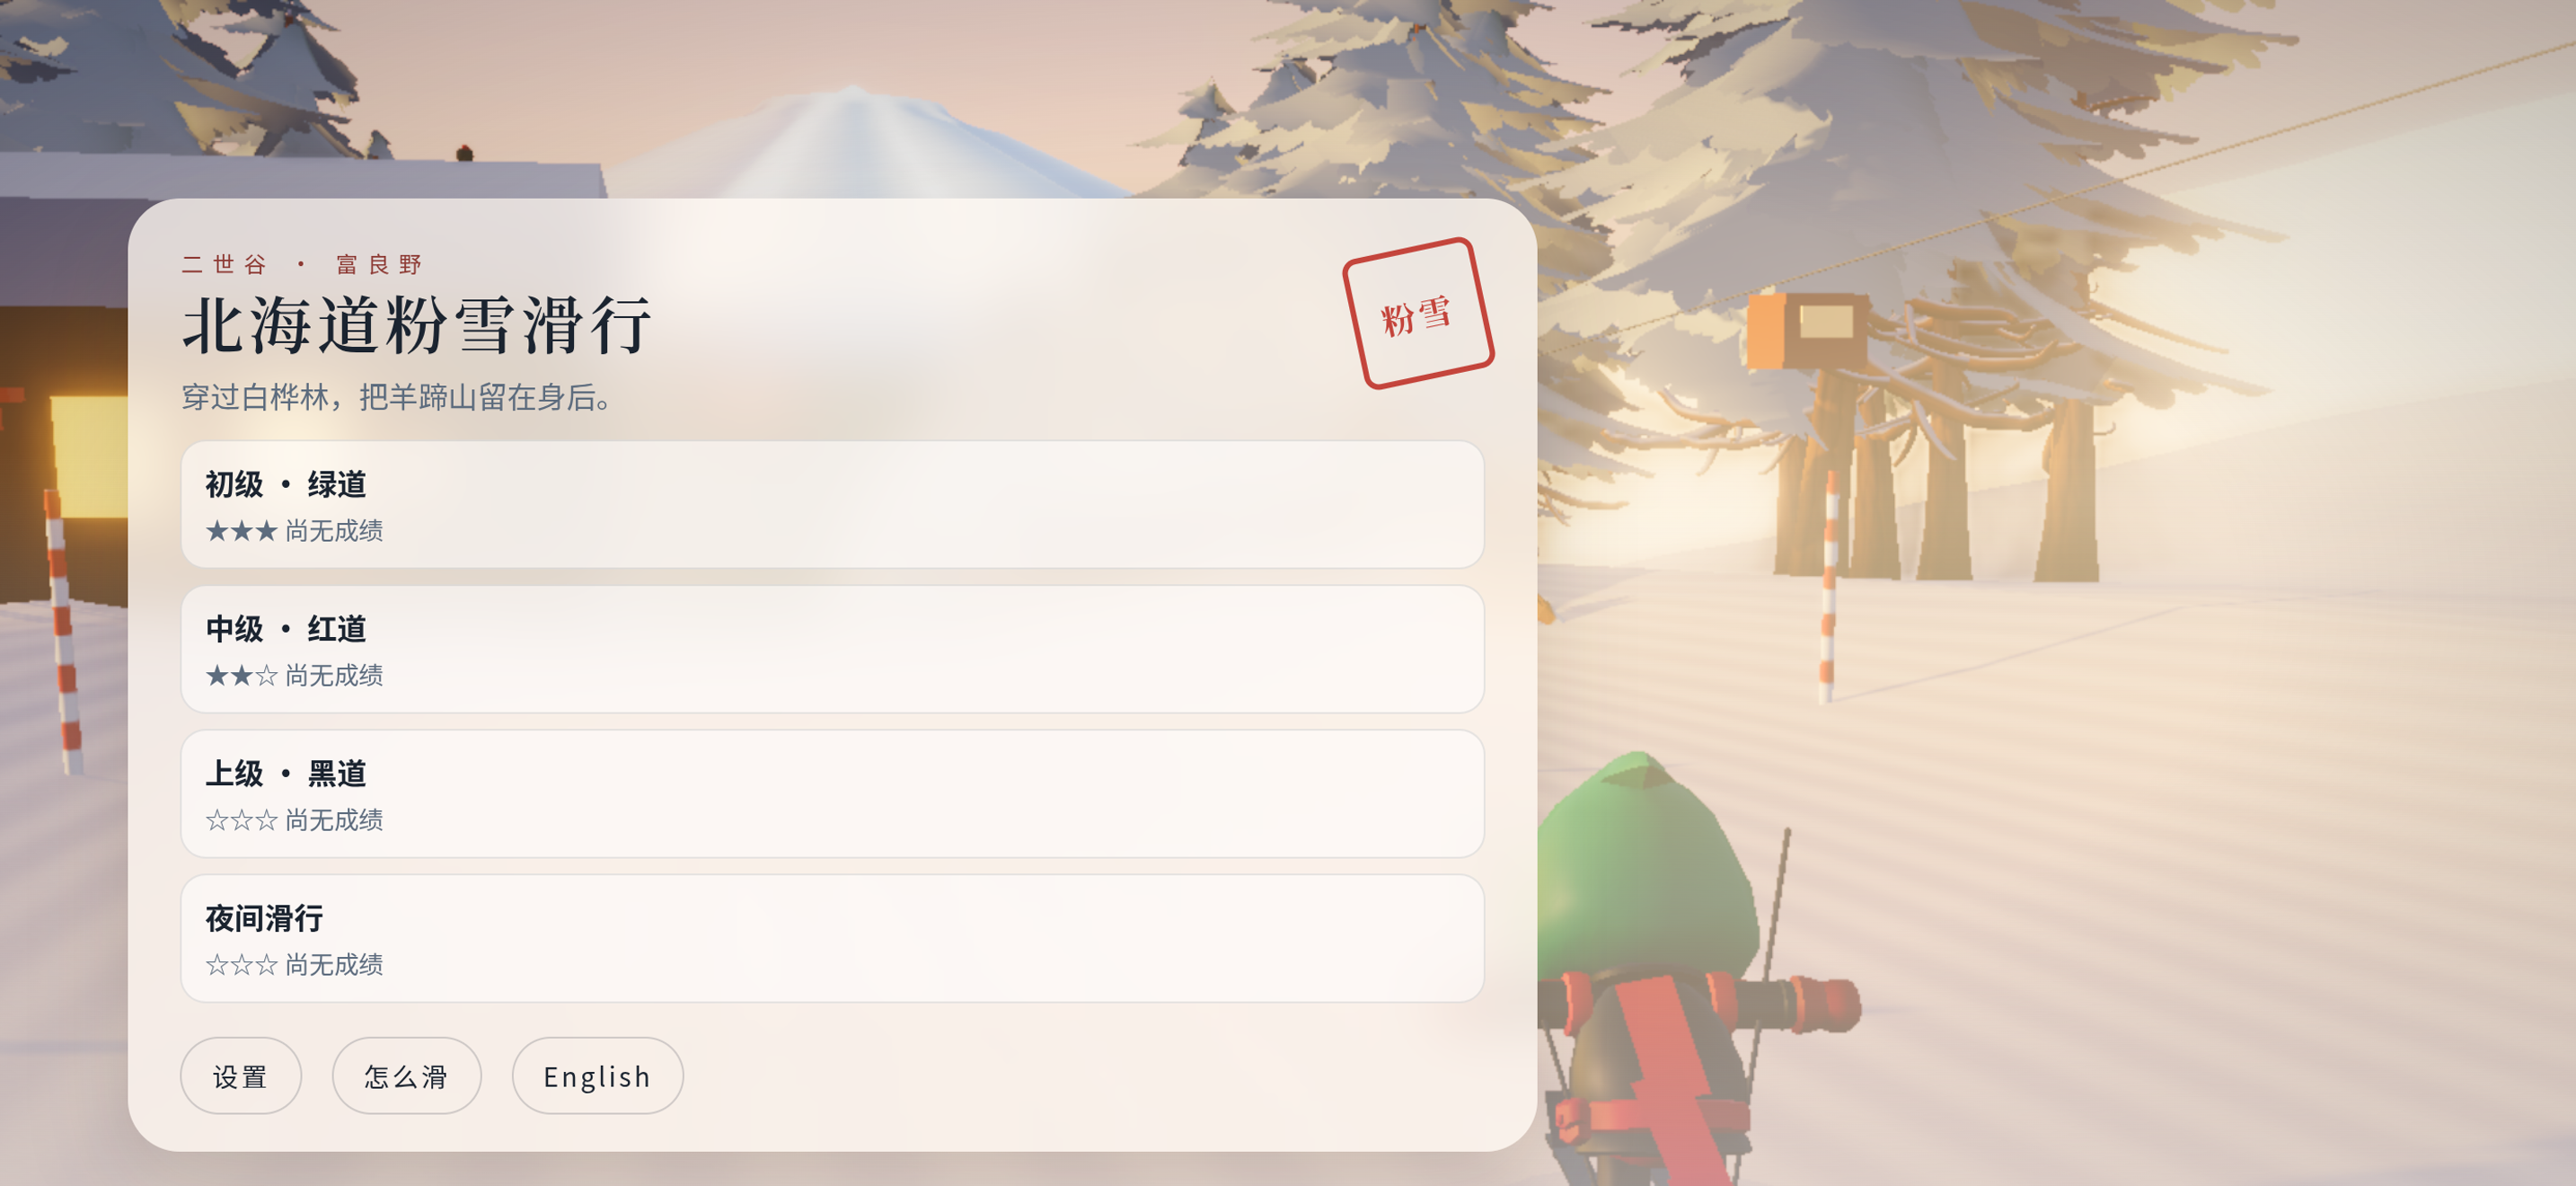 二世谷 · 富良野
北海道粉雪滑行
粉雪
穿过白桦林，把羊蹄山留在身后。
初级 · 绿道
★★★ 尚无成绩
中级 · 红道
★★☆ 尚无成绩
上级 · 黑道
☆☆☆ 尚无成绩
夜间滑行
☆☆☆ 尚无成绩
设置
怎么滑
English